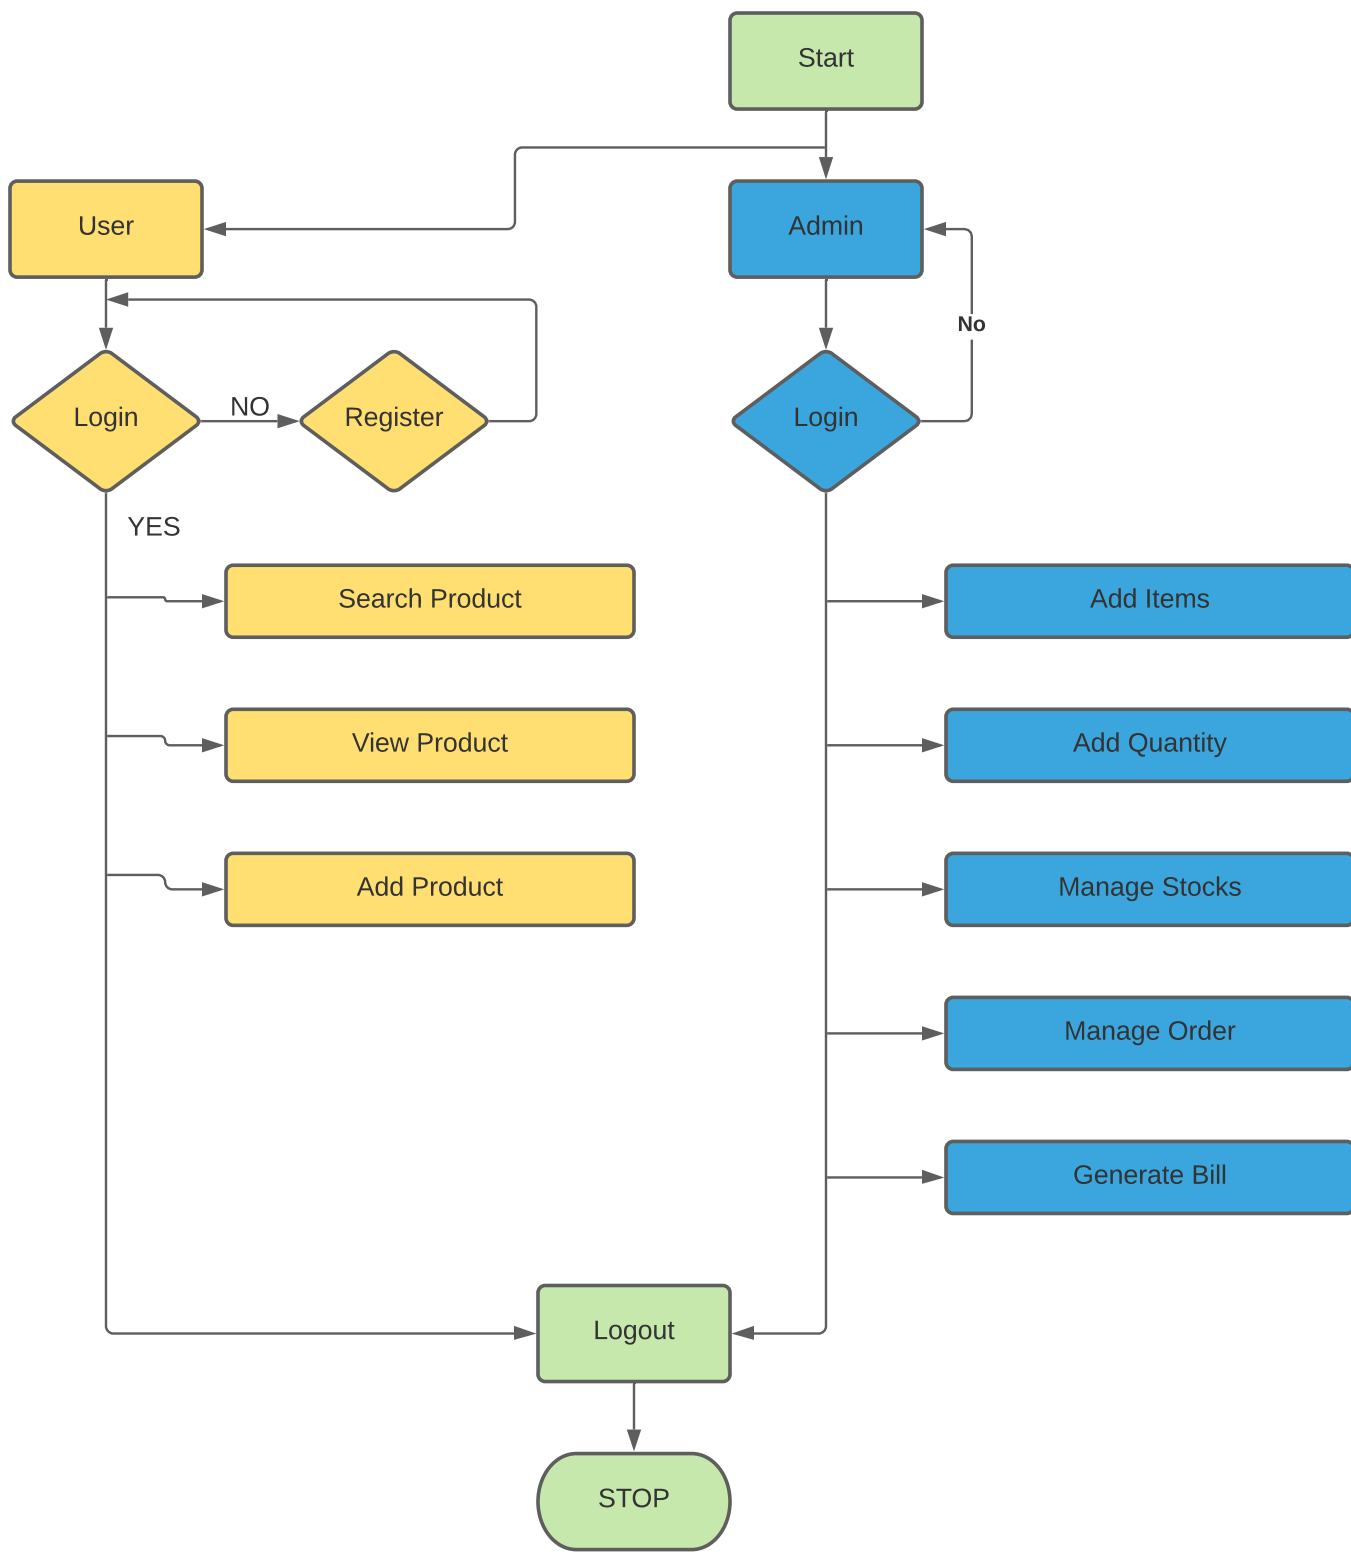 Start
User
Admin
No
Login
NO
Register
Login
YES
Search Product
Add Items
View Product
Add Quantity
Add Product
Manage Stocks
Manage Order
Generate Bill
Logout
STOP